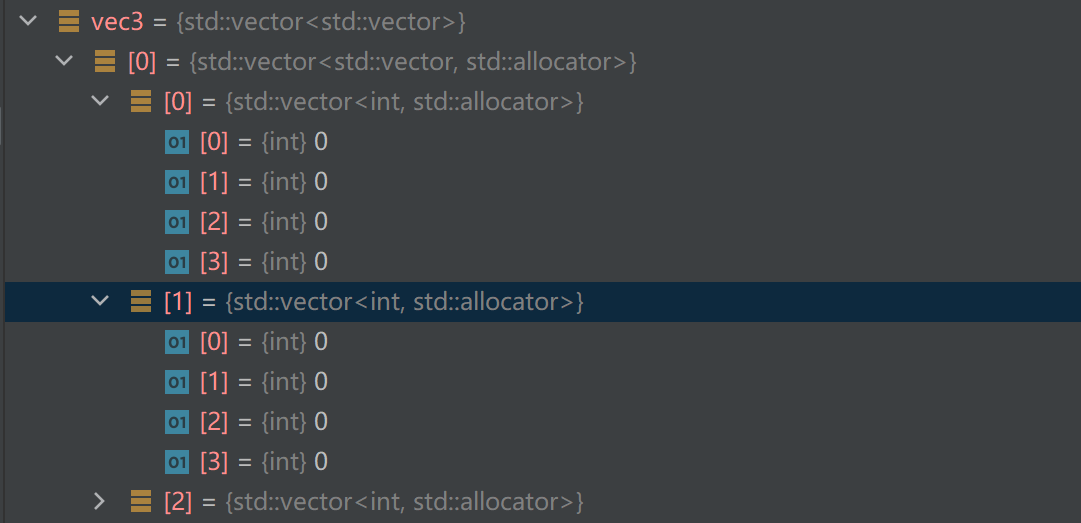 vec3 = {std::vector<std::vector>}
[0] = {std::vector<std::vector, std::allocator>}
[0] = {std::vector<int, std::allocator>}
01 [0] = {int} 0
01 [1] = {int} 0
01 [2] = {int} 0
01 [3] = {int} 0
[1] = {std::vector<int, std::allocator>}
01 [0] = {int} 0
01 [1] = {int} 0
01 [2] = {int} 0
01 [3] = {int} 0
[2] = {std::vector<int, std::allocator>}